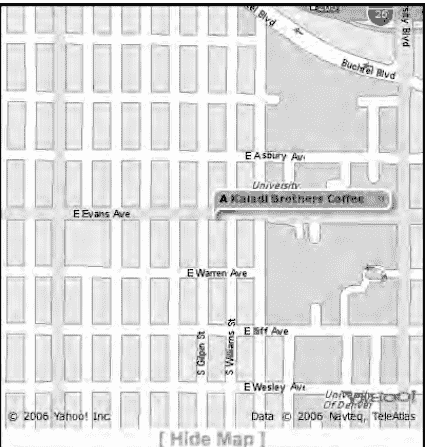 Blvd
Buchtel Blvd
E Asbury Ave
University
A Kaladi Brothers Coffee
E Evans Ave
E Warren Ave
S Gilpin St
S Williams St
E Iliff Ave
E Wesley Ave
University
Of Denver
YAHOO!
© 2006 Yahoo! Inc
Data © 2006 Navteq, TeleAtlas
[ Hide Map ]